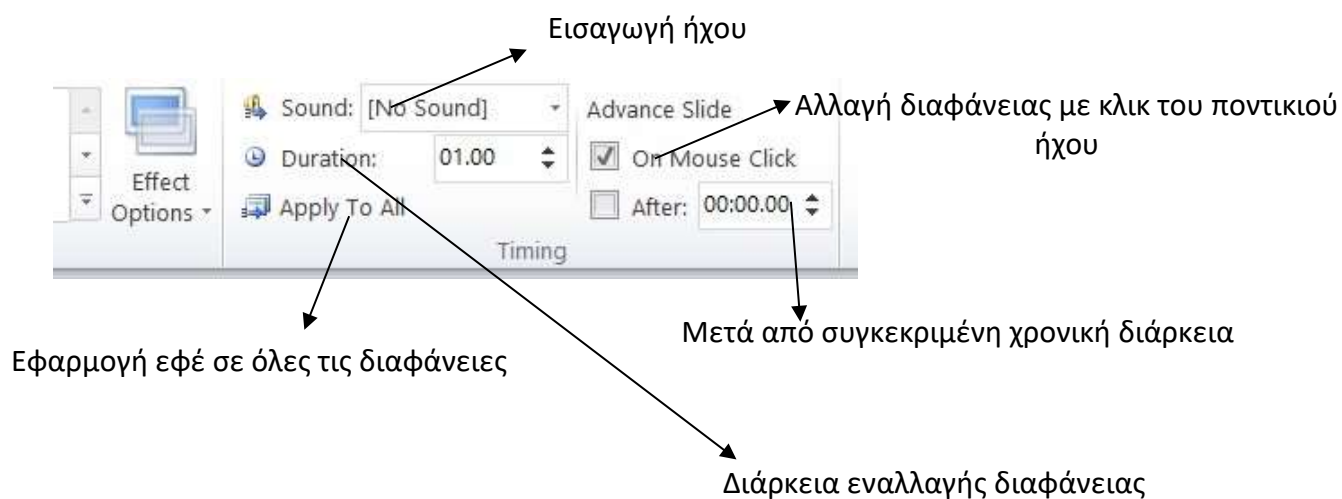 Εισαγωγή ήχου
Sound: [No Sound]
Advance Slide
Αλλαγή διαφάνειας με κλικ του ποντικιού
ήχου
Duration: 01.00
On Mouse Click
Effect
Options
Apply To All
After: 00:00.00
Timing
Μετά από συγκεκριμένη χρονική διάρκεια
Εφαρμογή εφέ σε όλες τις διαφάνειες
Διάρκεια εναλλαγής διαφάνειας